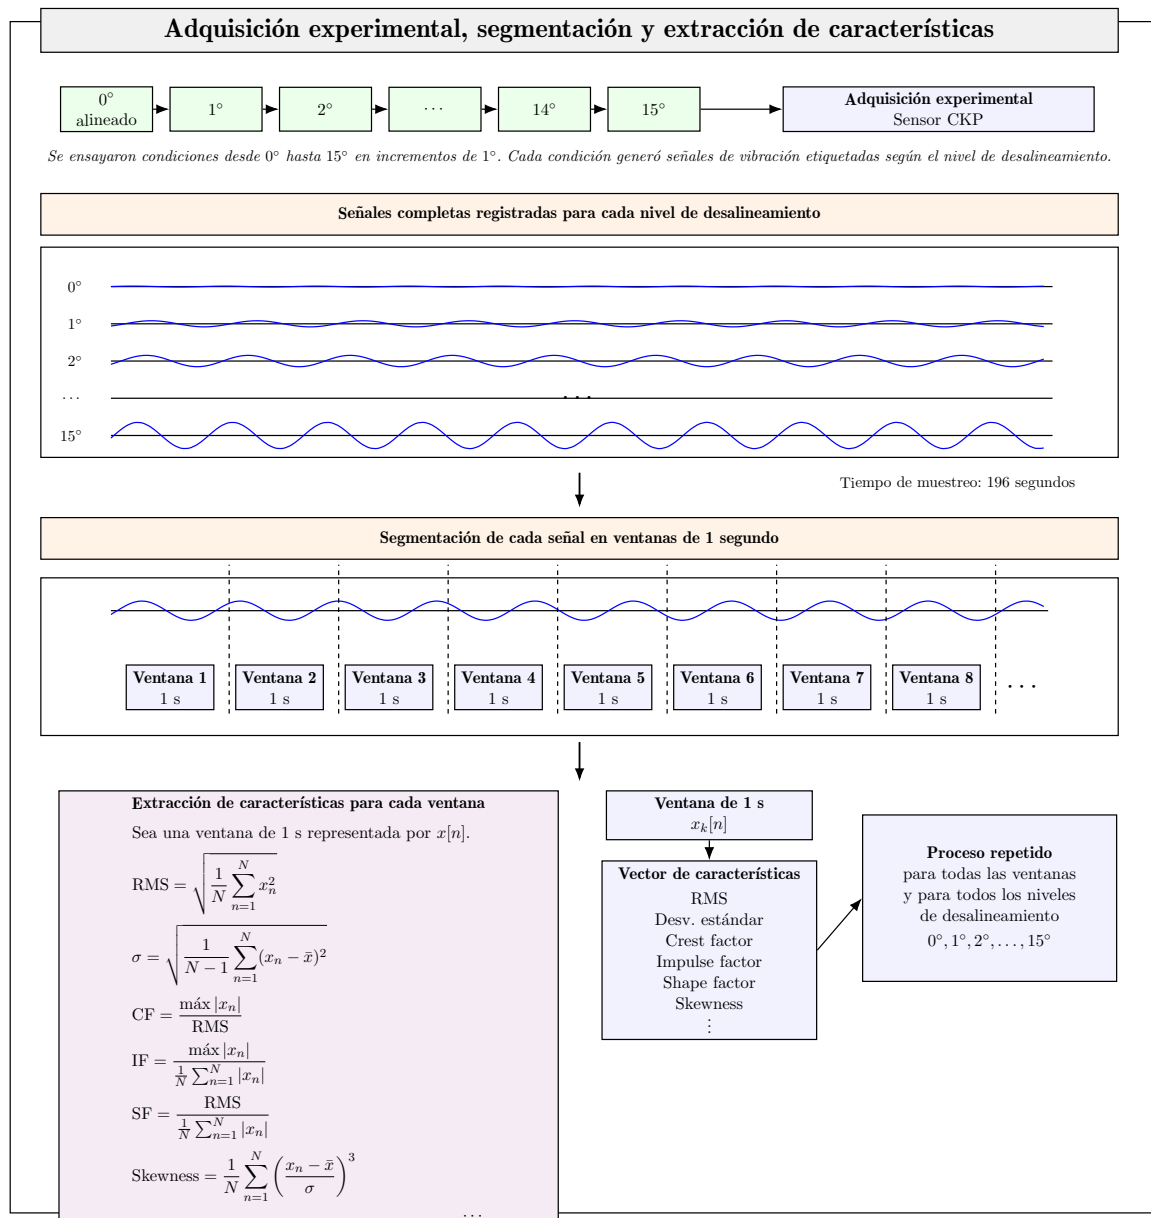 Adquisición experimental, segmentación y extracción de características
0°
alineado
1°
2°
···
14°
15°
Adquisición experimental
Sensor CKP
Se ensayaron condiciones desde 0° hasta 15° en incrementos de 1°. Cada condición generó señales de vibración etiquetadas según el nivel de desalineamiento.
Señales completas registradas para cada nivel de desalineamiento
0°
1°
2°
··· ···
15°
Tiempo de muestreo: 196 segundos
Segmentación de cada señal en ventanas de 1 segundo
Ventana 1
1 s
Ventana 2
1 s
Ventana 3
1 s
Ventana 4
1 s
Ventana 5
1 s
Ventana 6
1 s
Ventana 7
1 s
Ventana 8
1 s
···
Extracción de características para cada ventana
Sea una ventana de 1 s representada por x[n].
RMS = √(1/N ∑_{n=1}^{N} x_n^2)
σ = √(1/(N − 1) ∑_{n=1}^{N} (x_n − x̄)^2)
CF = máx |x_n| / RMS
IF = máx |x_n| / (1/N ∑_{n=1}^{N} |x_n|)
SF = RMS / (1/N ∑_{n=1}^{N} |x_n|)
Skewness = 1/N ∑_{n=1}^{N} ((x_n − x̄)/σ)^3
···
Ventana de 1 s
x_k[n]
Vector de características
RMS
Desv. estándar
Crest factor
Impulse factor
Shape factor
Skewness
⋮
Proceso repetido
para todas las ventanas
y para todos los niveles
de desalineamiento
0°, 1°, 2°, . . . , 15°